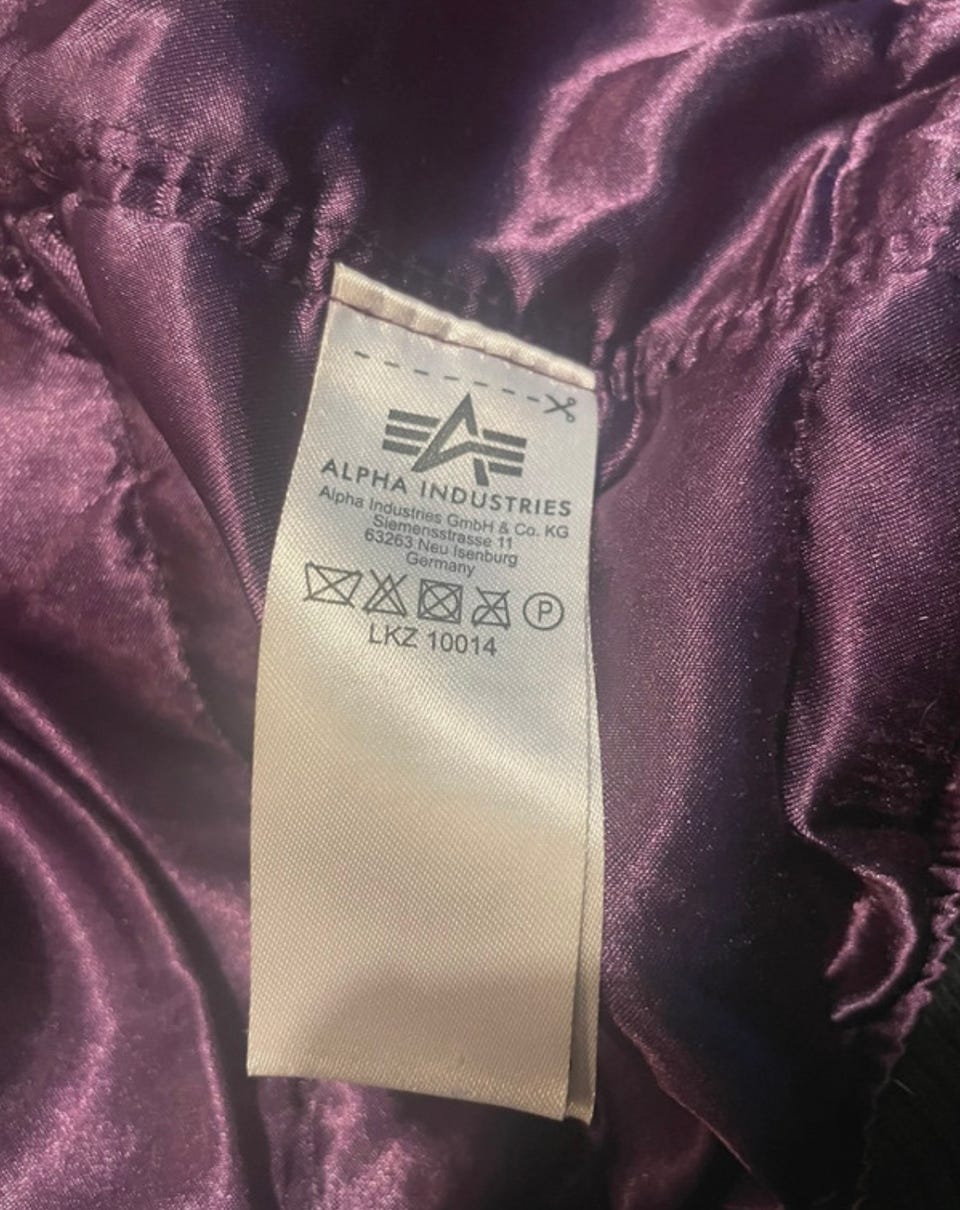 ALPHA INDUSTRIES
Alpha Industries GmbH & Co. KG
Siemensstrasse 11
63263 Neu Isenburg
Germany
P
LKZ 10014